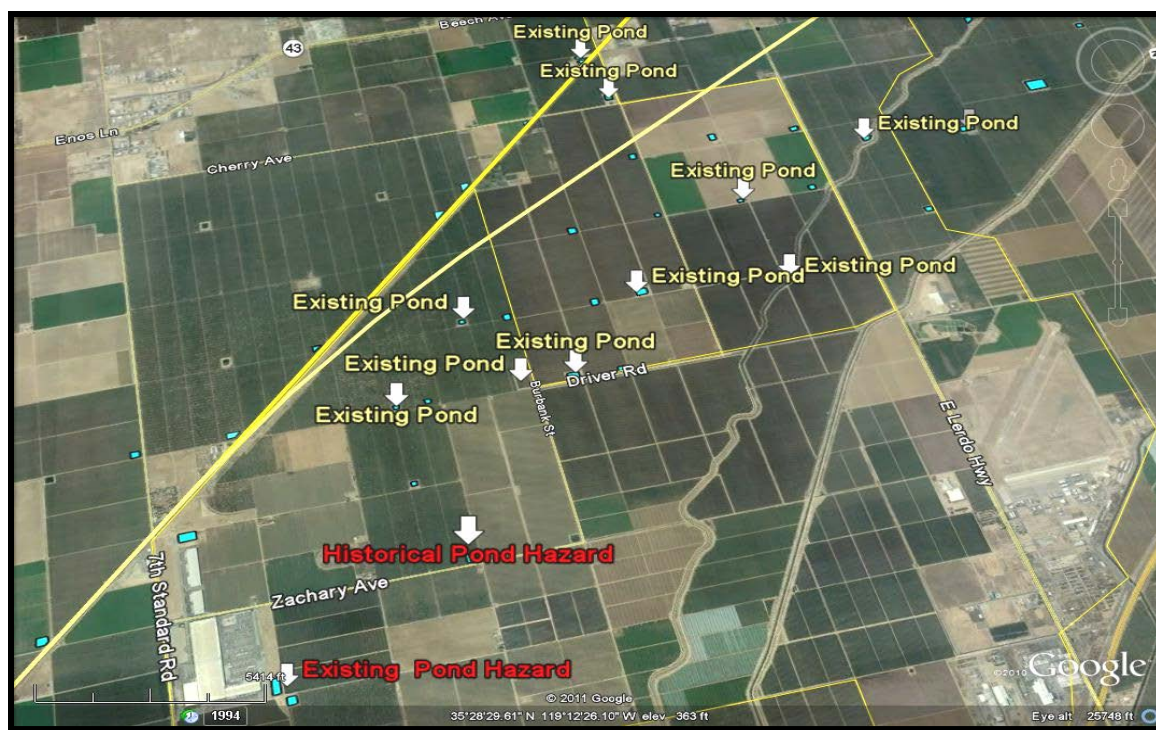 Beech Av
Existing Pond
43
Existing Pond
Enos Ln
Existing Pond
Cherry Ave
Existing Pond
Existing Pond
Existing Pond
Existing Pond
Existing Pond
Existing Pond
Driver Rd
Existing Pond
Burbank St
E Lerdo Hwy
Historical Pond Hazard
7th Standard Rd
Zachary Ave
Existing Pond Hazard
5414 ft
©2010 Google
© 2011 Google
1994
35°28'29.61" N 119°12'26.10" W elev 363 ft
Eye alt 25748 ft